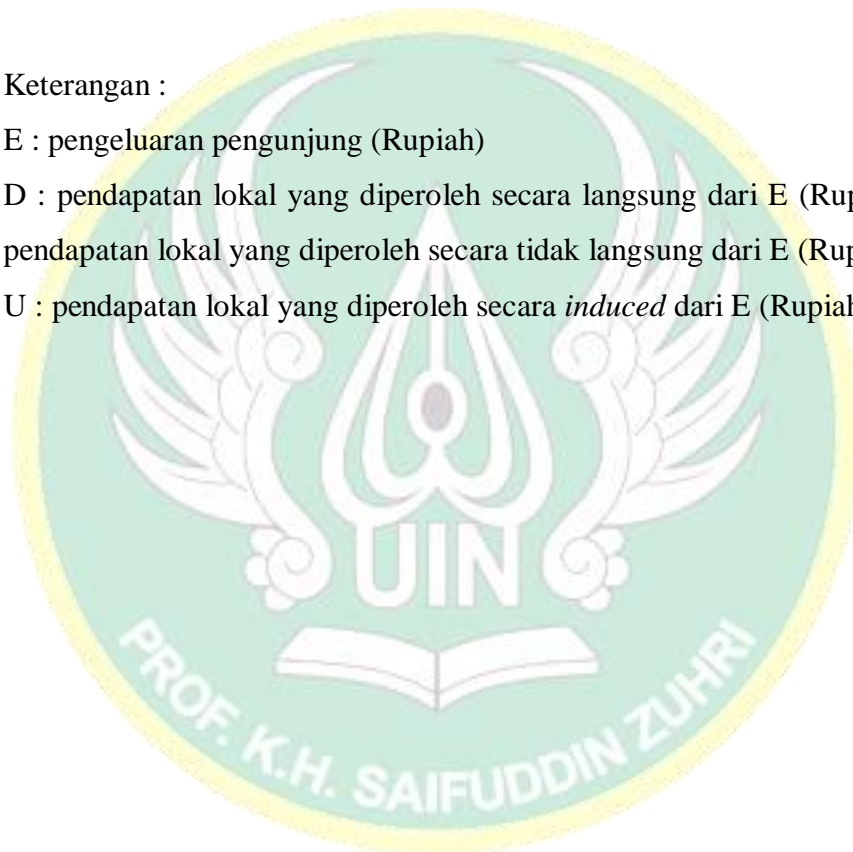 Keterangan :
E : pengeluaran pengunjung (Rupiah)
D : pendapatan lokal yang diperoleh secara langsung dari E
pendapatan lokal yang diperoleh secara tidak langsung dari E
U : pendapatan lokal yang diperoleh secara induced dari E (Rupiah
UIN
PROF. K.H. SAIFUDDIN ZUHRI